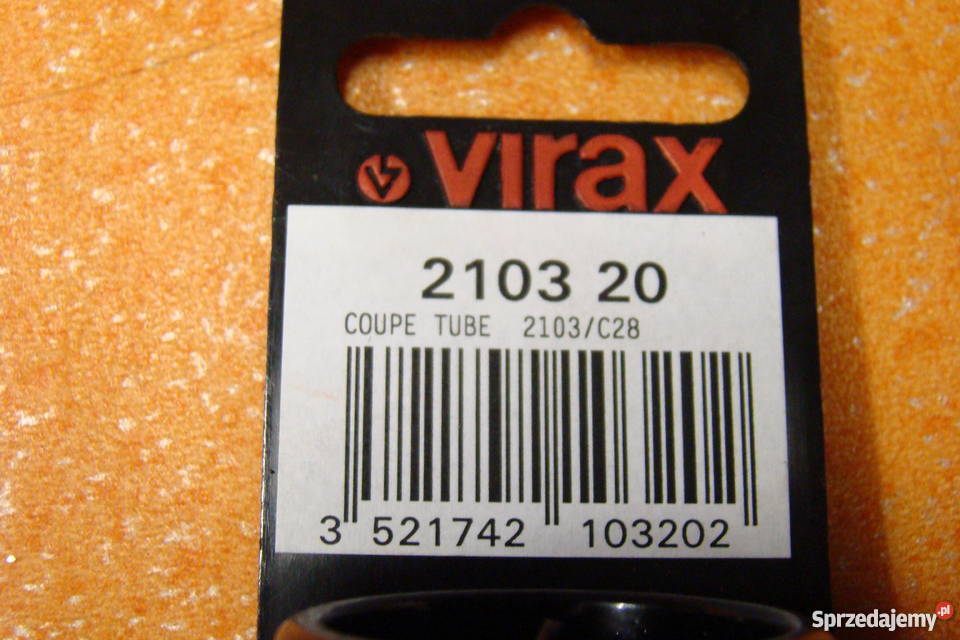 virax
2103 20
COUPE TUBE 2103/C28
3 521742 103202
Sprzedajemy.pl